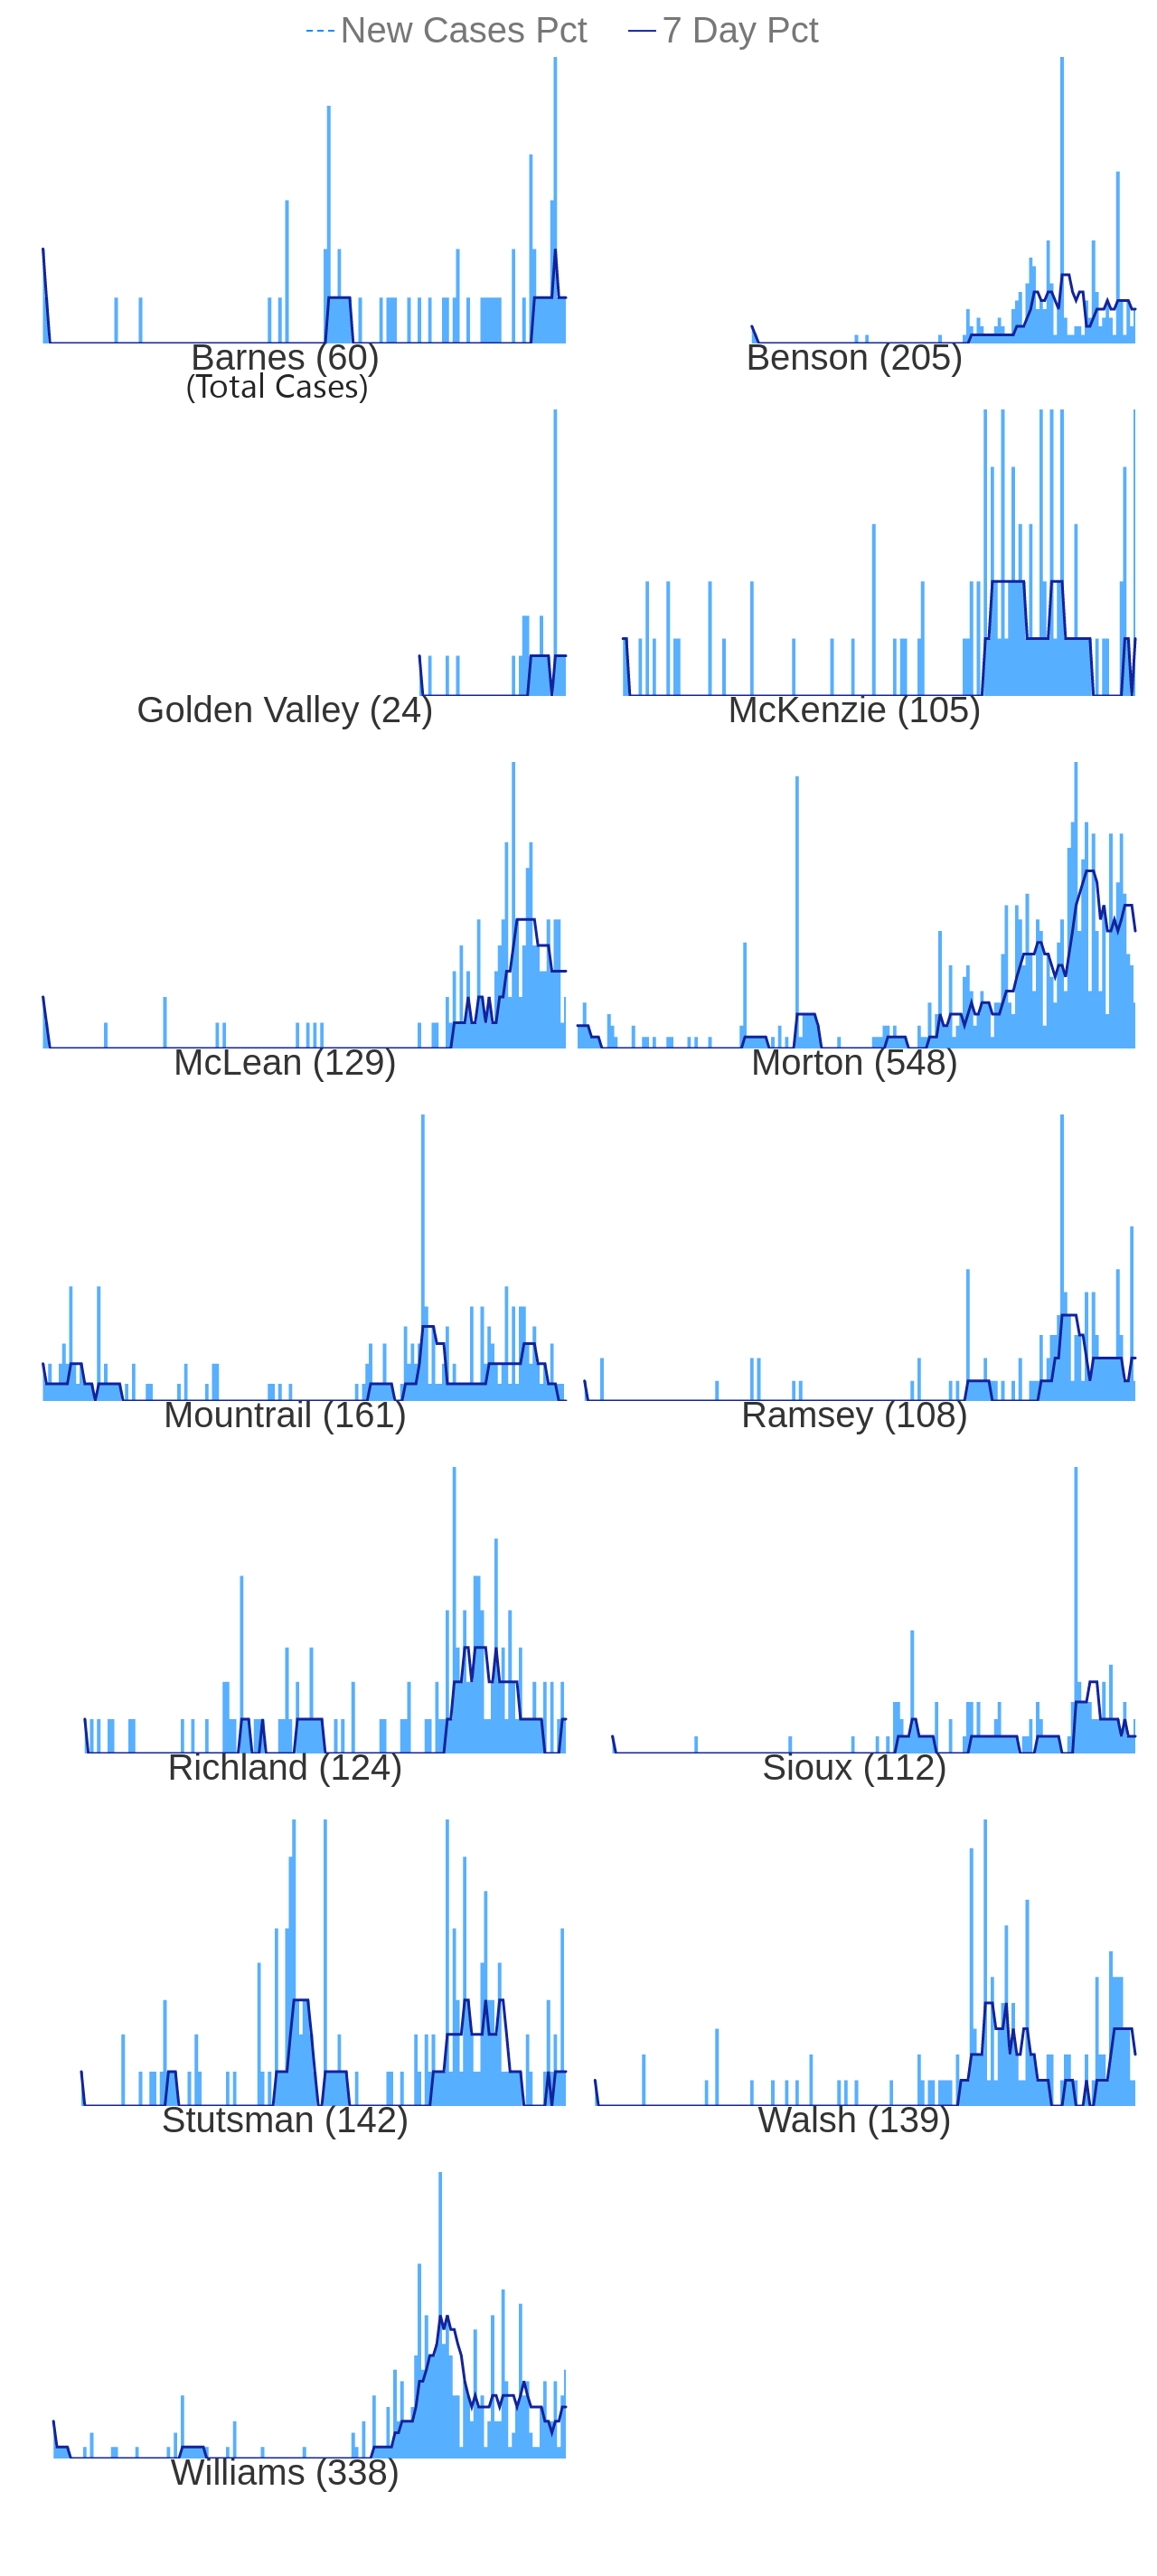 New Cases Pct 7 Day Pct
Barnes (60) Benson (205)
(Total Cases)
Golden Valley (24) McKenzie (105)
McLean (129) Morton (548)
Mountrail (161) Ramsey (108)
Richland (124) Sioux (112)
Stutsman (142) Walsh (139)
Williams (338)